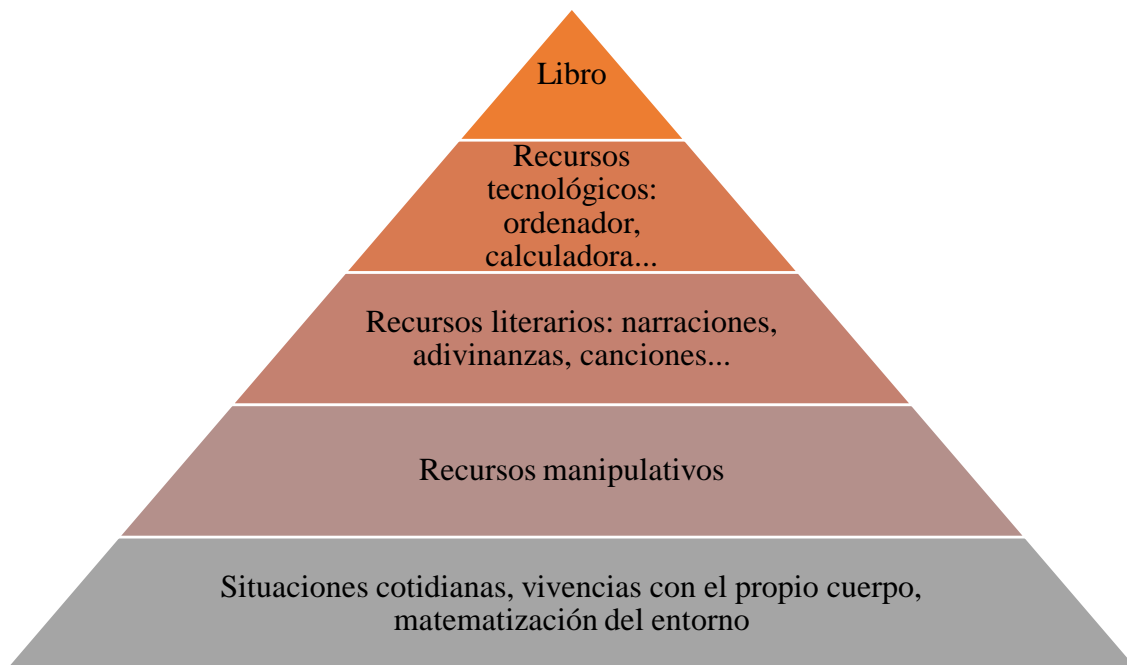 Libro
Recursos
tecnológicos:
ordenador,
calculadora...
Recursos literarios: narraciones,
adivinanzas, canciones...
Recursos manipulativos
Situaciones cotidianas, vivencias con el propio cuerpo,
matematización del entorno